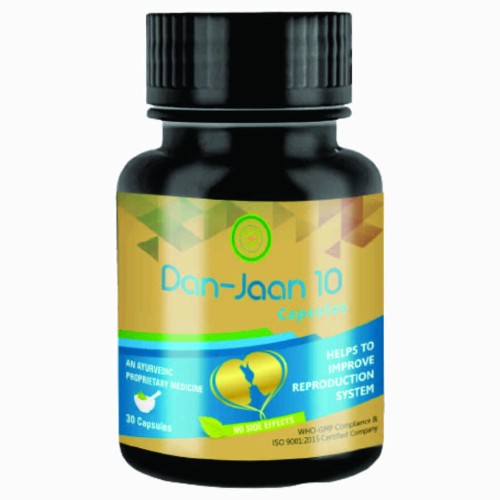 Dan-Jaan 10
Capsules
AN AYURVEDIC
PROPRIETARY MEDICINE
30 Capsules
HELPS TO
IMPROVE
REPRODUCTION
SYSTEM
NO SIDE EFFECTS
WHO-GMP Compliance &
ISO 9001:2015 Certified Company